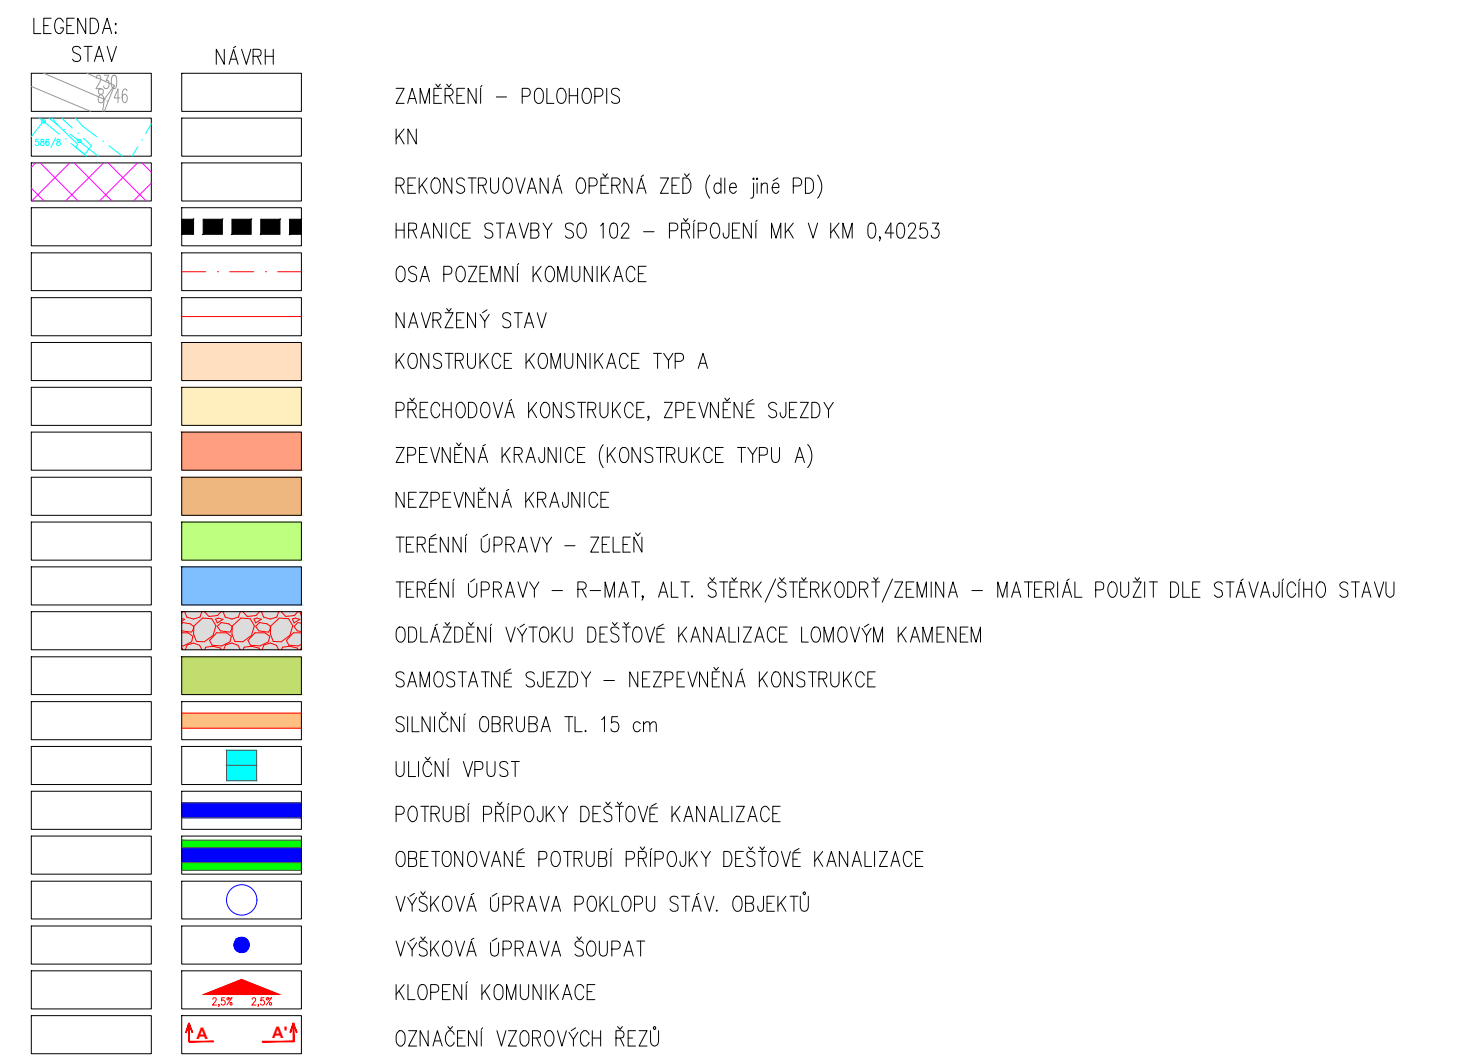 LEGENDA:
STAV NÁVRH
230
8/46
ZAMĚŘENÍ – POLOHOPIS
586/8
KN
REKONSTRUOVANÁ OPĚRNÁ ZEĎ (dle jiné PD)
HRANICE STAVBY SO 102 – PŘÍPOJENÍ MK V KM 0,40253
OSA POZEMNÍ KOMUNIKACE
NAVRŽENÝ STAV
KONSTRUKCE KOMUNIKACE TYP A
PŘECHODOVÁ KONSTRUKCE, ZPEVNĚNÉ SJEZDY
ZPEVNĚNÁ KRAJNICE (KONSTRUKCE TYPU A)
NEZPEVNĚNÁ KRAJNICE
TERÉNNÍ ÚPRAVY – ZELEŇ
TERÉNÍ ÚPRAVY – R–MAT, ALT. ŠTĚRK/ŠTĚRKODRŤ/ZEMINA – MATERIÁL POUŽIT DLE STÁVAJÍCÍHO STAVU
ODLÁŽDĚNÍ VÝTOKU DEŠŤOVÉ KANALIZACE LOMOVÝM KAMENEM
SAMOSTATNÉ SJEZDY – NEZPEVNĚNÁ KONSTRUKCE
SILNIČNÍ OBRUBA TL. 15 cm
ULIČNÍ VPUST
POTRUBÍ PŘÍPOJKY DEŠŤOVÉ KANALIZACE
OBETONOVANÉ POTRUBÍ PŘÍPOJKY DEŠŤOVÉ KANALIZACE
VÝŠKOVÁ ÚPRAVA POKLOPU STÁV. OBJEKTŮ
VÝŠKOVÁ ÚPRAVA ŠOUPAT
2,5% 2,5% KLOPENÍ KOMUNIKACE
A A' OZNAČENÍ VZOROVÝCH ŘEZŮ